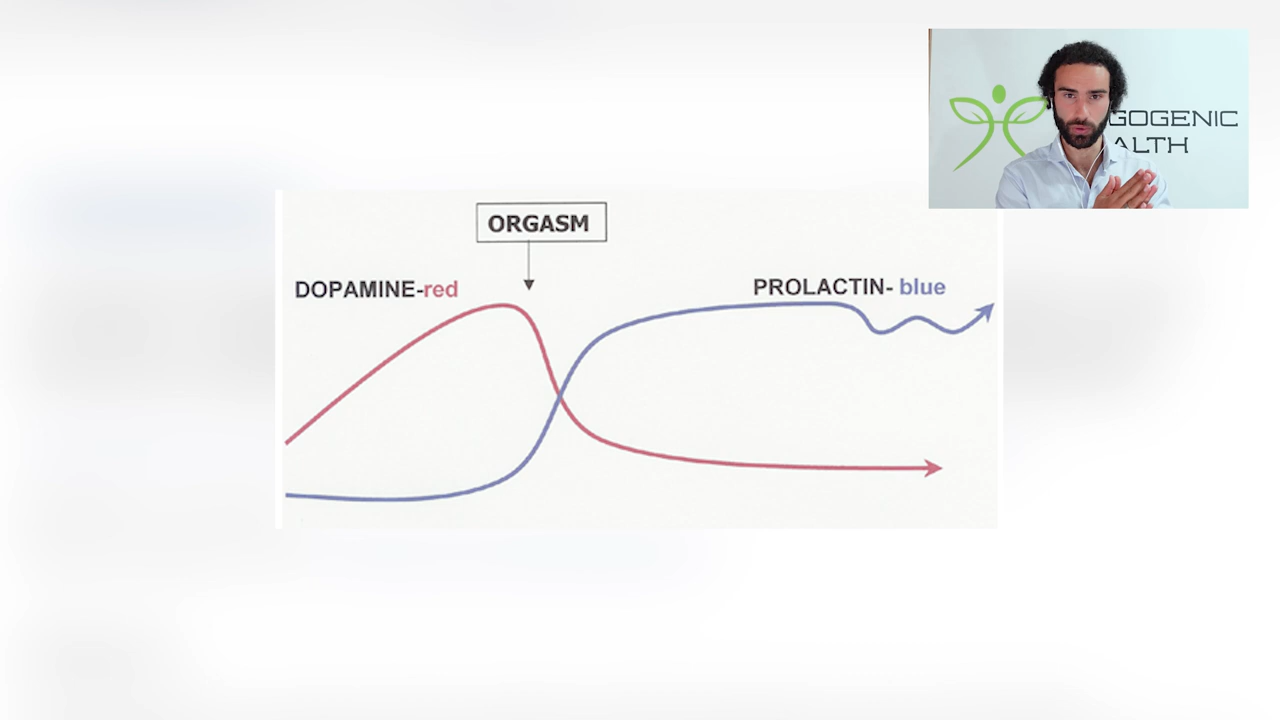 GOGENIC
ALTH
ORGASM
DOPAMINE-red
PROLACTIN- blue